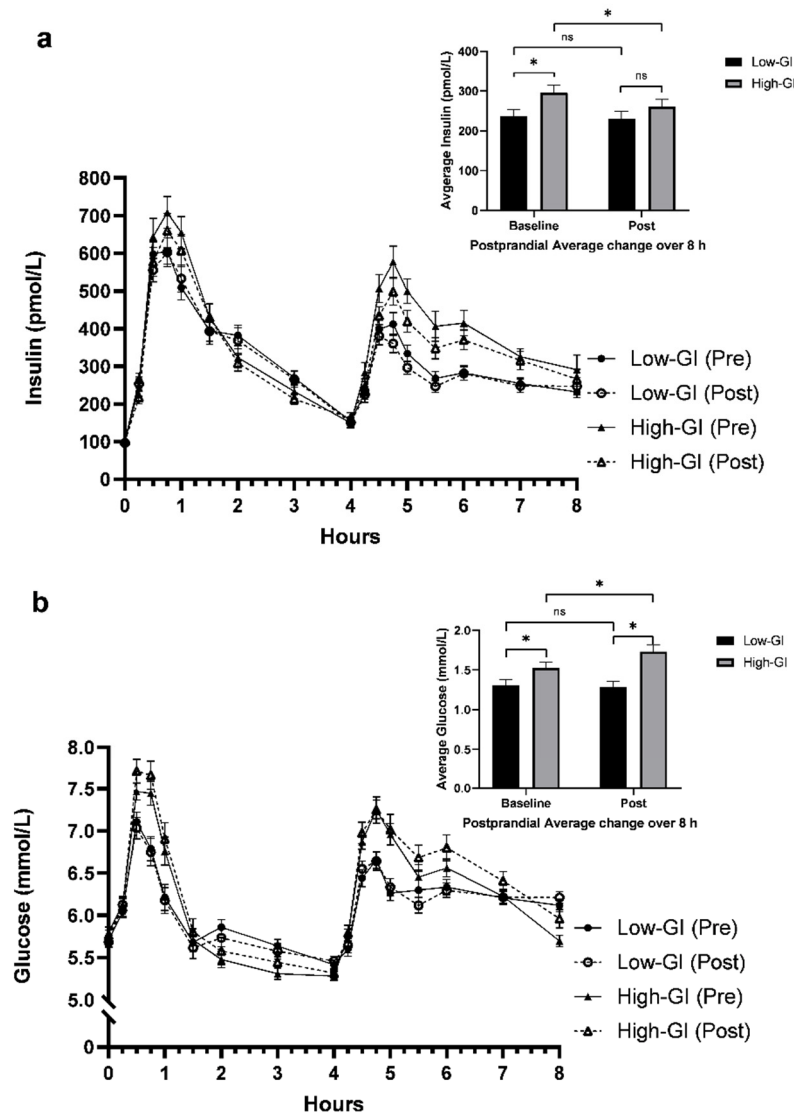 a
Avgerage Insulin (pmol/L)
400
300
200
100
0
*
ns
*
ns
Low-GI
High-GI
Baseline
Post
Postprandial Average change over 8 h
Insulin (pmol/L)
800
700
600
500
400
300
200
100
0
0
1
2
3
4
5
6
7
8
Hours
Low-GI (Pre)
Low-GI (Post)
High-GI (Pre)
High-GI (Post)
b
Average Glucose (mmol/L)
2.0
1.5
1.0
0.5
0.0
*
ns
*
*
Low-GI
High-GI
Baseline
Post
Postprandial Average change over 8 h
Glucose (mmol/L)
8.0
7.5
7.0
6.5
6.0
5.5
5.0
0
0
1
2
3
4
5
6
7
8
Hours
Low-GI (Pre)
Low-GI (Post)
High-GI (Pre)
High-GI (Post)